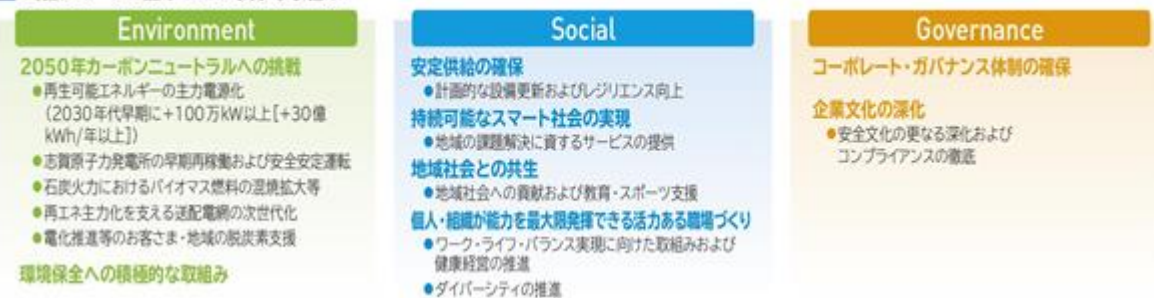 Environment
2050年カーボンニュートラルへの挑戦
●再生可能エネルギーの主力電源化
(2030年代早期に+100万kW以上[+30億
kWh/年以上])
●志賀原子力発電所の早期再稼働および安全安定運転
●石炭火力におけるバイオマス燃料の混焼拡大等
●再エネ主力化を支える送配電網の次世代化
●電化推進等のお客さま・地域の脱炭素支援
環境保全への積極的な取組み
Social
安定供給の確保
●計画的な設備更新およびレジリエンス向上
持続可能なスマート社会の実現
●地域の課題解決に資するサービスの提供
地域社会との共生
●地域社会への貢献および教育・スポーツ支援
個人・組織が能力を最大限発揮できる活力ある職場づくり
●ワーク・ライフ・バランス実現に向けた取組みおよび
健康経営の推進
●ダイバーシティの推進
Governance
コーポレート・ガバナンス体制の確保
企業文化の深化
●安全文化の更なる深化および
コンプライアンスの徹底